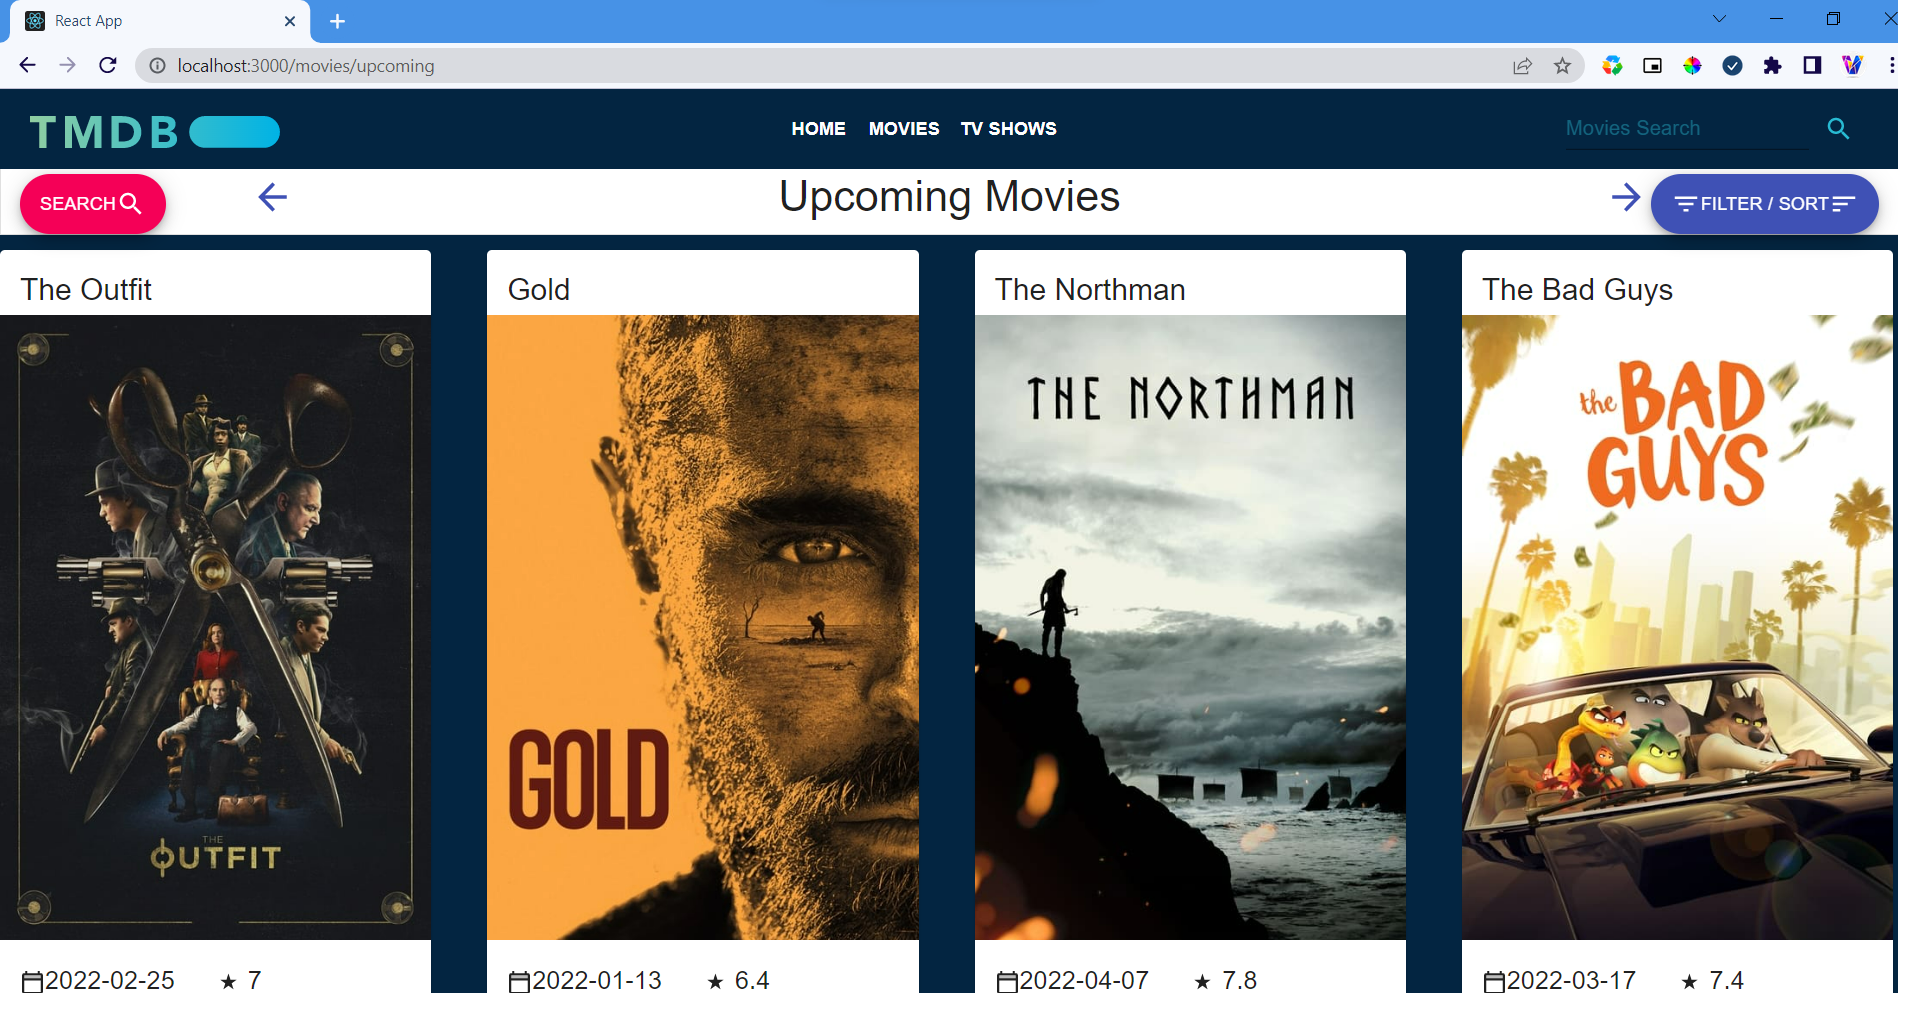 React App
localhost:3000/movies/upcoming
TMDB
HOME MOVIES TV SHOWS
Movies Search
SEARCH
Upcoming Movies
FILTER / SORT
The Outfit
Gold
The Northman
The Bad Guys
THE
OUTFIT
GOLD
THE NORTHMAN
the BAD
GUYS
2022-02-25 ★ 7
2022-01-13 ★ 6.4
2022-04-07 ★ 7.8
2022-03-17 ★ 7.4